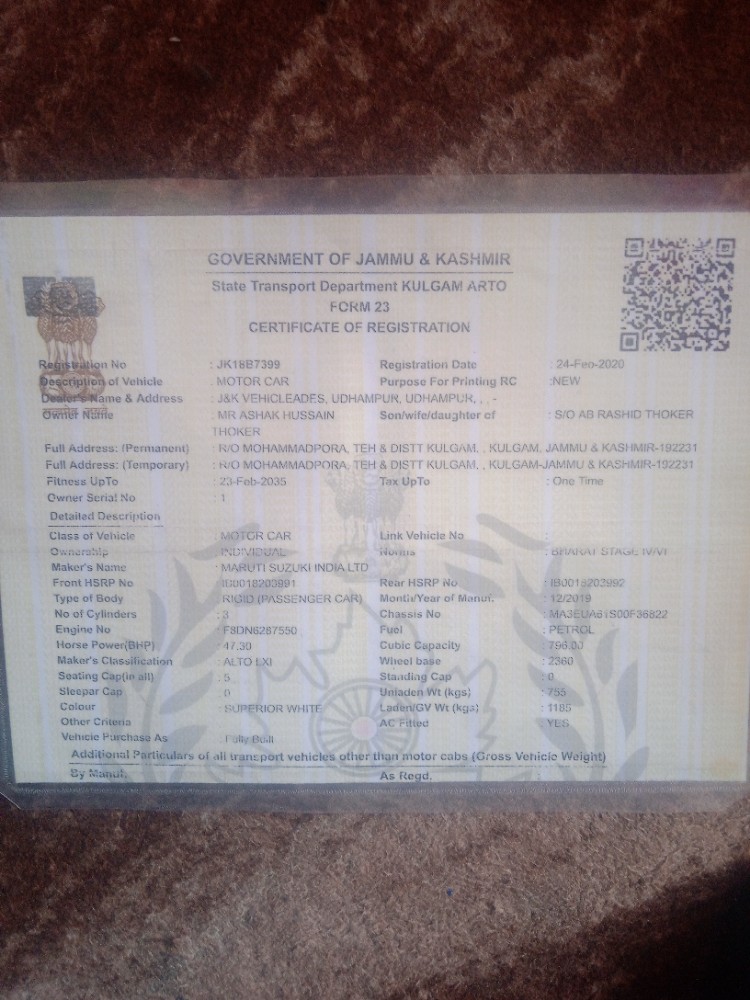 GOVERNMENT OF JAMMU & KASHMIR
State Transport Department KULGAM ARTO
FORM 23
CERTIFICATE OF REGISTRATION
Registration No : JK18B7399 Registration Date : 24-Feb-2020
Description of Vehicle : MOTOR CAR Purpose For Printing RC :NEW
Dealer's Name & Address : J&K VEHICLEADES, UDHAMPUR, UDHAMPUR, , , -
Owner Name : MR ASHAK HUSSAIN Son/wife/daughter of : S/O AB RASHID THOKER
THOKER
Full Address: (Permanent) : R/O MOHAMMADPORA, TEH & DISTT KULGAM, , KULGAM, JAMMU & KASHMIR-192231
Full Address: (Temporary) : R/O MOHAMMADPORA, TEH & DISTT KULGAM, , KULGAM-JAMMU & KASHMIR-192231
Fitness UpTo : 23-Feb-2035 Tax UpTo : One Time
Owner Serial No : 1
Detailed Description
Class of Vehicle : MOTOR CAR Link Vehicle No :
Ownership : INDIVIDUAL Norms : BHARAT STAGE IV/VI
Maker's Name : MARUTI SUZUKI INDIA LTD
Front HSRP No : IB0018203991 Rear HSRP No : IB0018203992
Type of Body : RIGID (PASSENGER CAR) Month/Year of Manuf. : 12/2019
No of Cylinders : 3 Chassis No : MA3EUA61S00F36822
Engine No : F8DN6287550 Fuel : PETROL
Horse Power(BHP) : 47.30 Cubic Capacity : 796.00
Maker's Classification : ALTO LXI Wheel base : 2360
Seating Cap(in all) : 5 Standing Cap : 0
Sleeper Cap : 0 Unladen Wt (kgs) : 755
Colour : SUPERIOR WHITE Laden/GV Wt (kgs) : 1185
Other Criteria AC Fitted : YES
Vehicle Purchase As : Fully Built
Additional Particulars of all transport vehicles other than motor cabs (Gross Vehicle Weight)
By Manuf. As Regd.